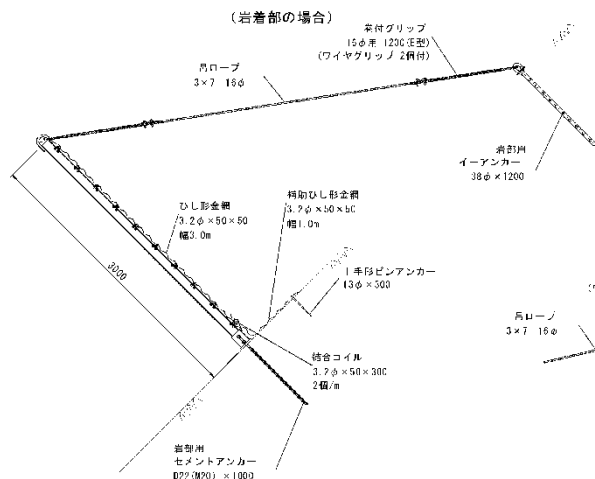 (岩着部の場合)
巻付グリップ
16φ用 1230(E型)
(ワイヤグリップ 2個付)
吊ロープ
3×7 16φ
岩部用
イーアンカー
38φ×1200
ひし形金網
3.2φ×50×50
幅3.0m
補助ひし形金網
3.2φ×50×50
幅1.0m
3000
L手形ピンアンカー
13φ×300
吊ロープ
3×7 16φ
結合コイル
3.2φ×50×300
2個/m
岩部用
セメントアンカー
D22(M20) ×1000